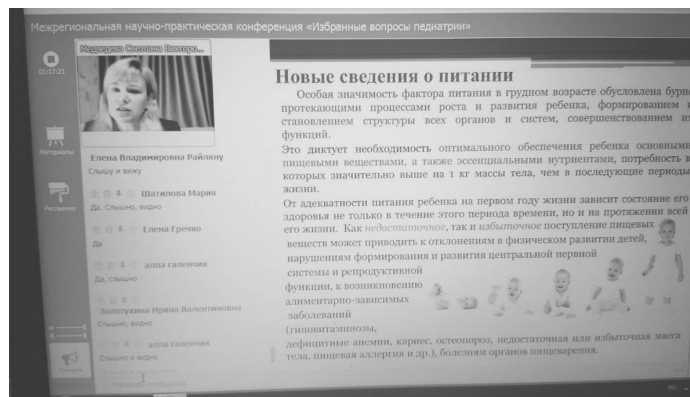 Межрегиональная научно-практическая конференция «Избранные вопросы педиатрии»
Медведева Светлана Викторо...
01:17:21
Материалы
Рисование
Елена Владимировна Райляну
Слышу и вижу
Шатилова Мария
Да. Слышно, видно
Елена Гречко
Да
алла галенчик
Да, слышно
Золотухина Ирина Валентиновна
Слышно, видно
алла галенчик
Слышно и видно
Новые сведения о питании
Особая значимость фактора питания в грудном возрасте обусловлена бурно
протекающими процессами роста и развития ребенка, формированием и
становлением структуры всех органов и систем, совершенствованием их
функций.
Это диктует необходимость оптимального обеспечения ребенка основными
пищевыми веществами, а также эссенциальными нутриентами, потребность в
которых значительно выше на 1 кг массы тела, чем в последующие периоды
жизни.
От адекватности питания ребенка на первом году жизни зависит состояние его
здоровья не только в течение этого периода времени, но и на протяжении всей
его жизни. Как недостаточное, так и избыточное поступление пищевых
веществ может приводить к отклонениям в физическом развитии детей,
нарушениям формирования и развития центральной нервной
системы и репродуктивной
функции, к возникновению
алиментарно-зависимых
заболеваний
(гиповитаминозы,
дефицитные анемии, кариес, остеопороз, недостаточная или избыточная масса
тела, пищевая аллергия и др.), болезням органов пищеварения.
RU